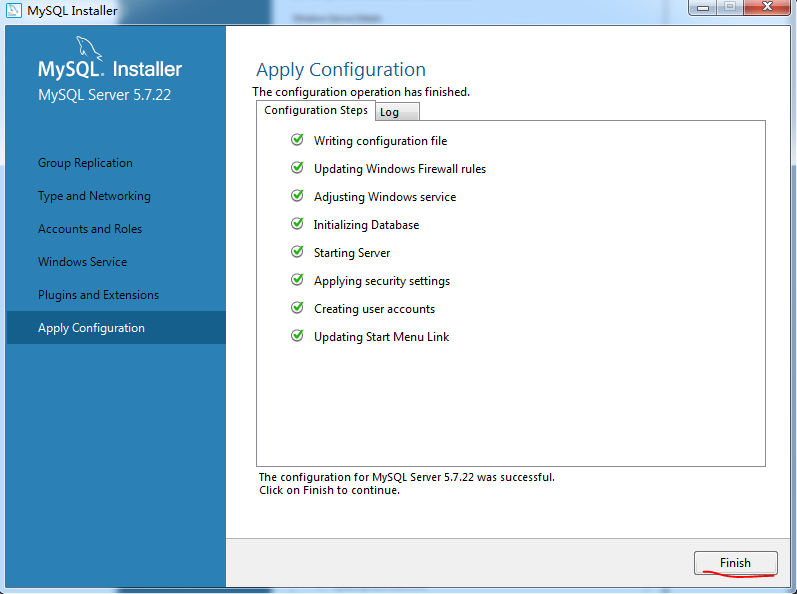 MySQL Installer
MySQL. Installer
MySQL Server 5.7.22
Group Replication
Type and Networking
Accounts and Roles
Windows Service
Plugins and Extensions
Apply Configuration
Apply Configuration
The configuration operation has finished.
Configuration Steps
Log
Writing configuration file
Updating Windows Firewall rules
Adjusting Windows service
Initializing Database
Starting Server
Applying security settings
Creating user accounts
Updating Start Menu Link
The configuration for MySQL Server 5.7.22 was successful.
Click on Finish to continue.
Finish